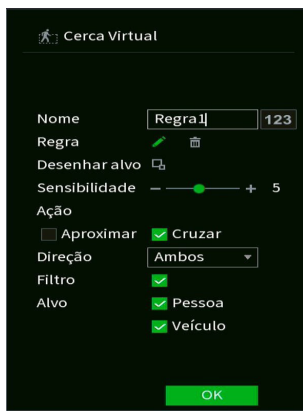 Cerca Virtual
Nome Regra1 123
Regra
Desenhar alvo
Sensibilidade − + 5
Ação
Aproximar Cruzar
Direção Ambos
Filtro
Alvo Pessoa
Veículo
OK